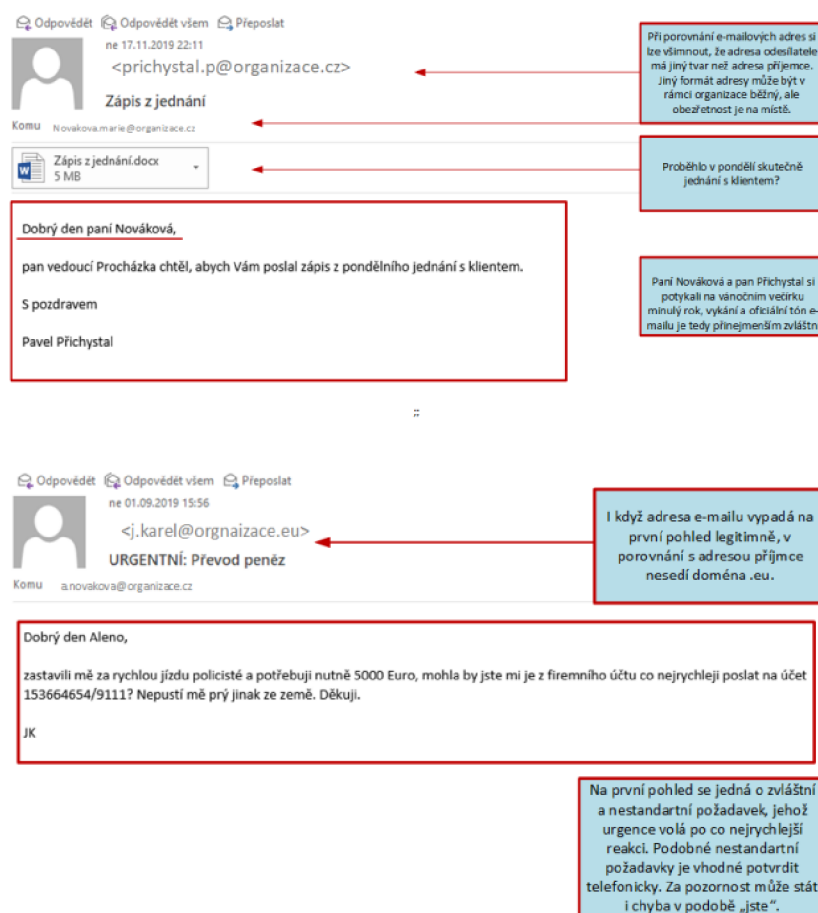 Odpovědět Odpovědět všem Přeposlat
ne 17.11.2019 22:11
<prichystal.p@organizace.cz>
Zápis z jednání
Komu Novakova.marie@organizace.cz
Zápis z jednání.docx
5 MB
Při porovnání e-mailových adres si
lze všimnout, že adresa odesílatele
má jiný tvar než adresa příjemce.
Jiný formát adresy může být v
rámci organizace běžný, ale
obezřetnost je na místě.
Proběhlo v pondělí skutečně
jednání s klientem?
Dobrý den paní Nováková,
pan vedoucí Procházka chtěl, abych Vám poslal zápis z pondělního jednání s klientem.
S pozdravem
Pavel Přichystal
Paní Nováková a pan Přichystal si
potykali na vánočním večírku
minulý rok, vykání a oficiální tón e-
mailu je tedy přinejmenším zvláštn
;;
Odpovědět Odpovědět všem Přeposlat
ne 01.09.2019 15:56
<j.karel@orgnaizace.eu>
URGENTNÍ: Převod peněz
Komu a.novakova@organizace.cz
I když adresa e-mailu vypadá na
první pohled legitimně, v
porovnání s adresou příjmce
nesedí doména .eu.
Dobrý den Aleno,
zastavili mě za rychlou jízdu policisté a potřebuji nutně 5000 Euro, mohla by jste mi je z firemního účtu co nejrychleji poslat na účet
153664654/9111? Nepustí mě prý jinak ze země. Děkuji.
JK
Na první pohled se jedná o zvláštní
a nestandartní požadavek, jehož
urgence volá po co nejrychlejší
reakci. Podobné nestandartní
požadavky je vhodné potvrdit
telefonicky. Za pozornost může stát
i chyba v podobě „jste“.